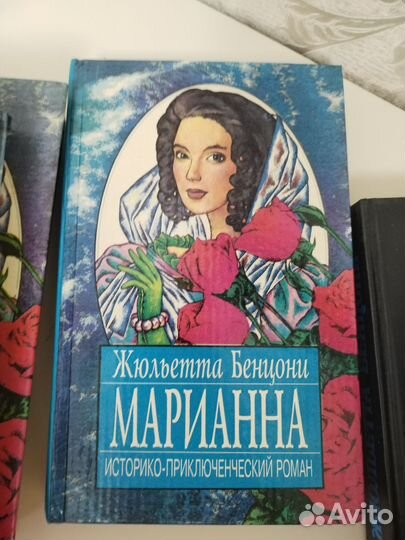 Жюльетта Бенцони
МАРИАННА
ИСТОРИКО-ПРИКЛЮЧЕНЧЕСКИЙ РОМАН
Avito